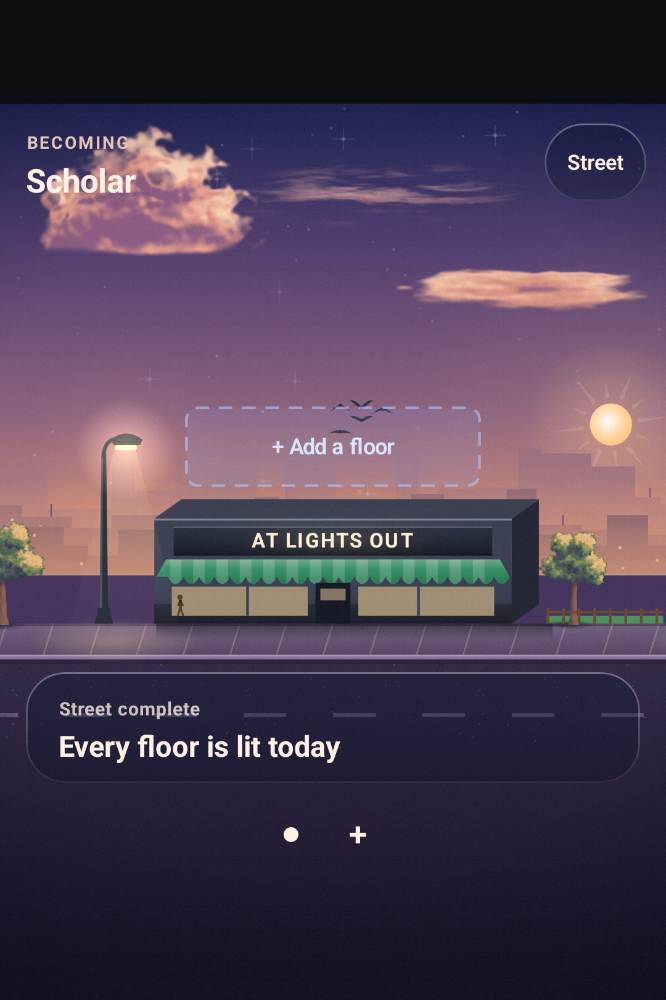 BECOMING
Scholar
Street
+ Add a floor
AT LIGHTS OUT
Street complete
Every floor is lit today
+